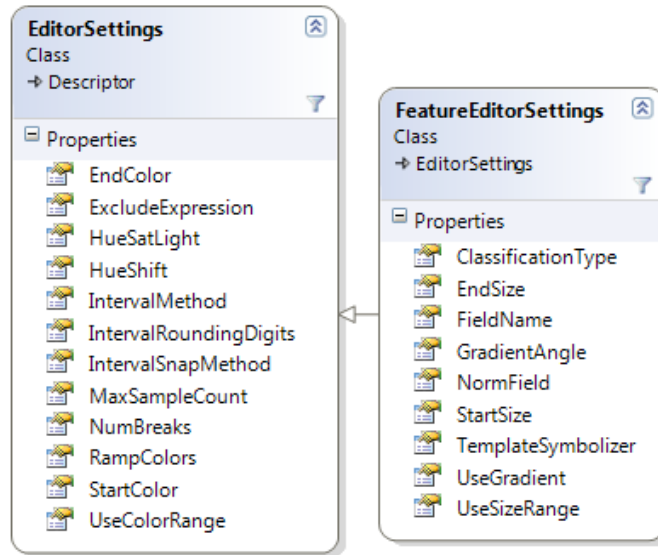 EditorSettings
Class
Descriptor
Properties
EndColor
ExcludeExpression
HueSatLight
HueShift
IntervalMethod
IntervalRoundingDigits
IntervalSnapMethod
MaxSampleCount
NumBreaks
RampColors
StartColor
UseColorRange
FeatureEditorSettings
Class
EditorSettings
Properties
ClassificationType
EndSize
FieldName
GradientAngle
NormField
StartSize
TemplateSymbolizer
UseGradient
UseSizeRange